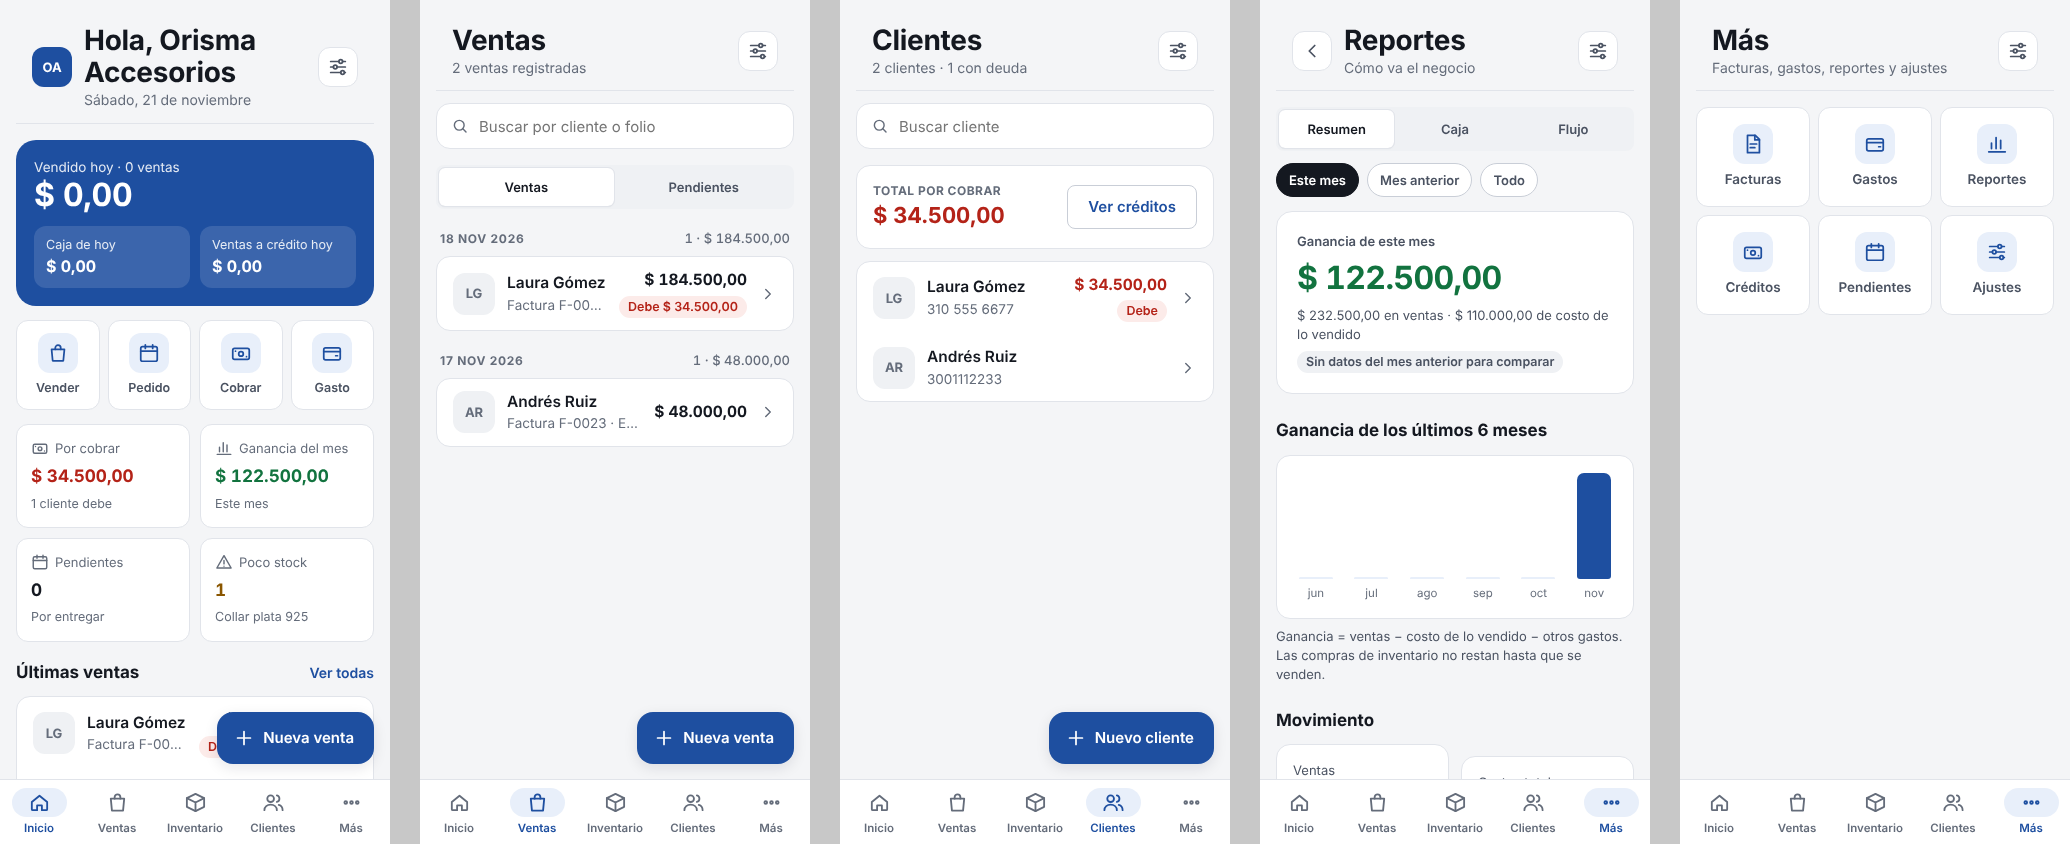 OA
Hola, Orisma
Accesorios
Sábado, 21 de noviembre
Vendido hoy · 0 ventas
$ 0,00
Caja de hoy
$ 0,00
Ventas a crédito hoy
$ 0,00
Vender
Pedido
Cobrar
Gasto
Por cobrar
$ 34.500,00
1 cliente debe
Ganancia del mes
$ 122.500,00
Este mes
Pendientes
0
Por entregar
Poco stock
1
Collar plata 925
Últimas ventas
Ver todas
LG
Laura Gómez
Factura F-00...
D
Nueva venta
Inicio
Ventas
Inventario
Clientes
Más
Ventas
2 ventas registradas
Buscar por cliente o folio
Ventas
Pendientes
18 NOV 2026
1 · $ 184.500,00
LG
Laura Gómez
Factura F-00...
$ 184.500,00
Debe $ 34.500,00
17 NOV 2026
1 · $ 48.000,00
AR
Andrés Ruiz
Factura F-0023 · E...
$ 48.000,00
Nueva venta
Inicio
Ventas
Inventario
Clientes
Más
Clientes
2 clientes · 1 con deuda
Buscar cliente
TOTAL POR COBRAR
$ 34.500,00
Ver créditos
LG
Laura Gómez
310 555 6677
$ 34.500,00
Debe
AR
Andrés Ruiz
3001112233
Nuevo cliente
Inicio
Ventas
Inventario
Clientes
Más
Reportes
Cómo va el negocio
Resumen
Caja
Flujo
Este mes
Mes anterior
Todo
Ganancia de este mes
$ 122.500,00
$ 232.500,00 en ventas · $ 110.000,00 de costo de
lo vendido
Sin datos del mes anterior para comparar
Ganancia de los últimos 6 meses
jun
jul
ago
sep
oct
nov
Ganancia = ventas − costo de lo vendido − otros gastos.
Las compras de inventario no restan hasta que se
venden.
Movimiento
Ventas
Inicio
Ventas
Inventario
Clientes
Más
Más
Facturas, gastos, reportes y ajustes
Facturas
Gastos
Reportes
Créditos
Pendientes
Ajustes
Inicio
Ventas
Inventario
Clientes
Más